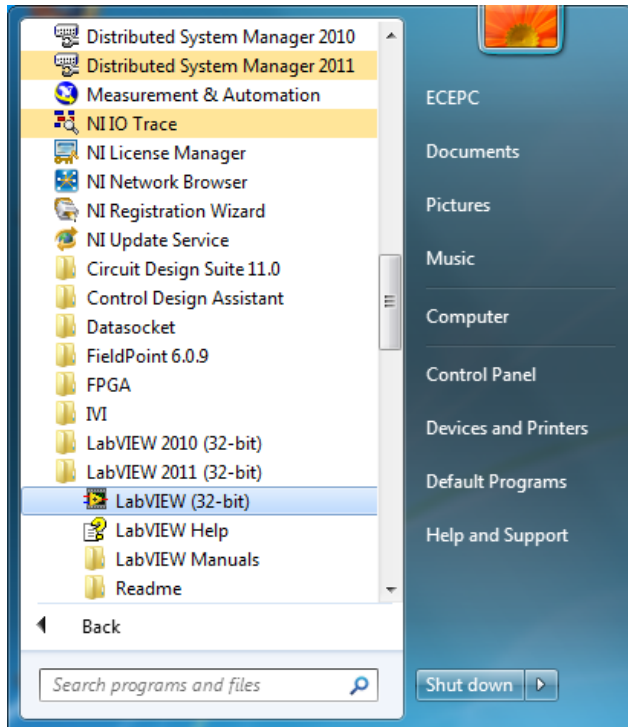 Distributed System Manager 2010
Distributed System Manager 2011
Measurement & Automation
NI IO Trace
NI License Manager
NI Network Browser
NI Registration Wizard
NI Update Service
Circuit Design Suite 11.0
Control Design Assistant
Datasocket
FieldPoint 6.0.9
FPGA
IVI
LabVIEW 2010 (32-bit)
LabVIEW 2011 (32-bit)
LabVIEW (32-bit)
LabVIEW Help
LabVIEW Manuals
Readme
Back
Search programs and files
ECEPC
Documents
Pictures
Music
Computer
Control Panel
Devices and Printers
Default Programs
Help and Support
Shut down